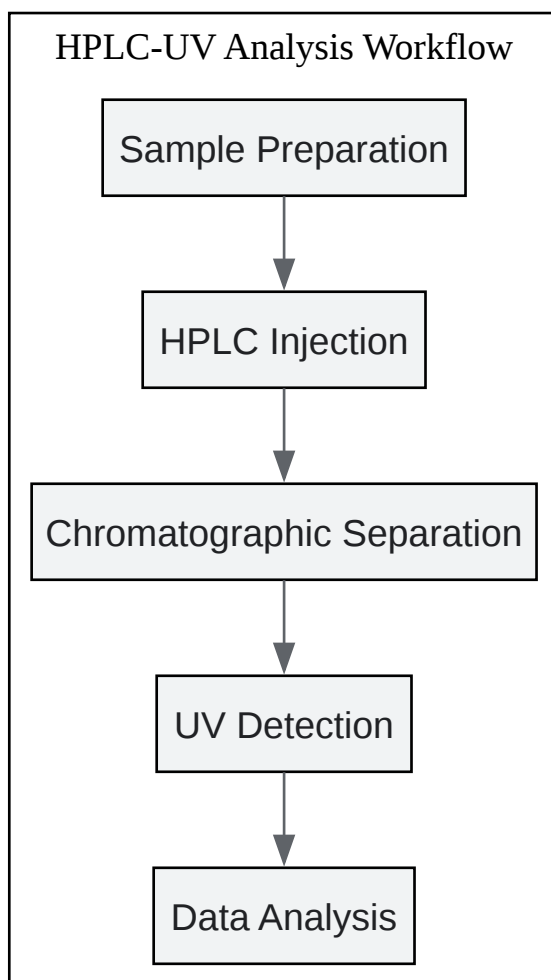 HPLC-UV Analysis Workflow
Sample Preparation
HPLC Injection
Chromatographic Separation
UV Detection
Data Analysis